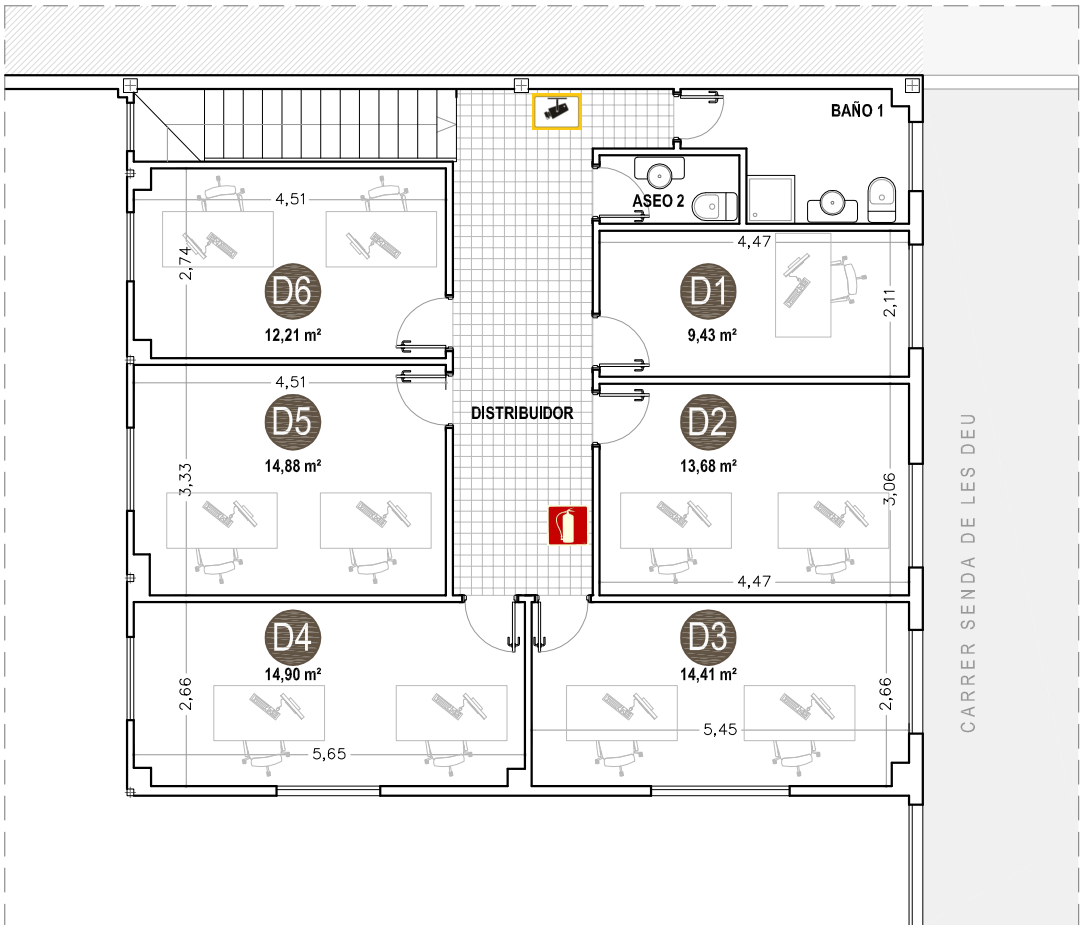 BAÑO 1
ASEO 2
4,51
2,74
D6
12,21 m²
4,47
D1
2,11
9,43 m²
4,51
D5
14,88 m²
3,33
DISTRIBUIDOR
D2
13,68 m²
3,06
4,47
D4
14,90 m²
2,66
5,65
D3
14,41 m²
2,66
5,45
CARRER SENDA DE LES DEU